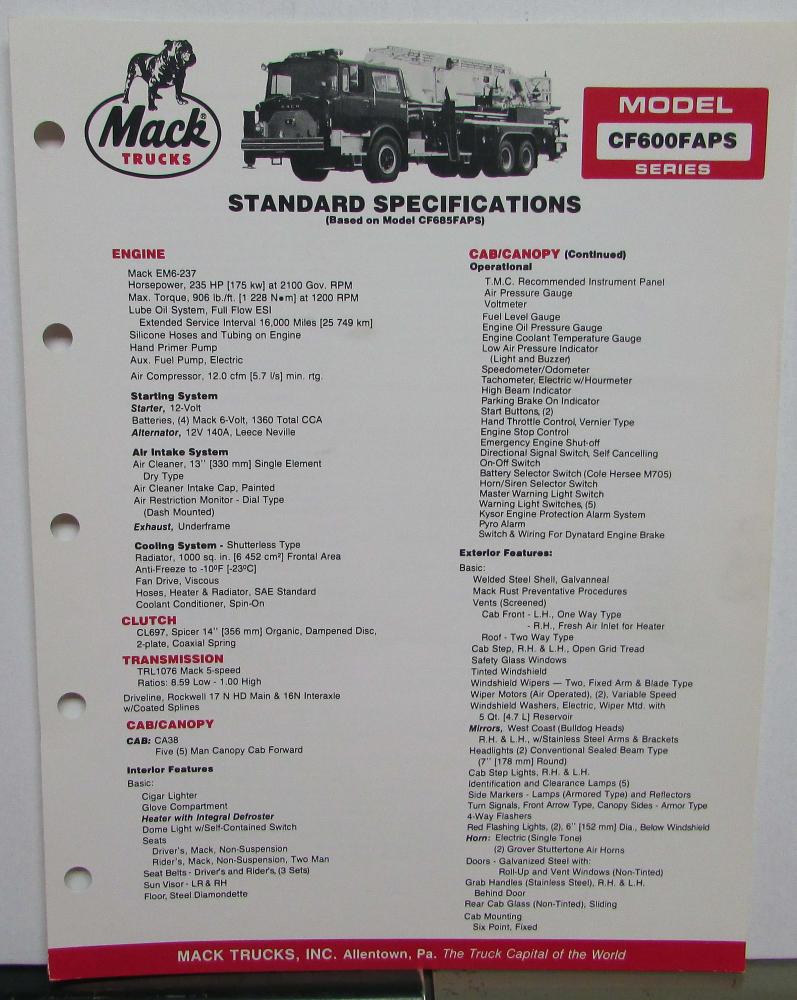 Mack®
TRUCKS
MACK
MODEL
CF600FAPS
SERIES
STANDARD SPECIFICATIONS
(Based on Model CF685FAPS)
ENGINE
Mack EM6-237
Horsepower, 235 HP [175 kw] at 2100 Gov. RPM
Max. Torque, 906 lb./ft. [1 228 N•m] at 1200 RPM
Lube Oil System, Full Flow ESI
Extended Service Interval 16,000 Miles [25 749 km]
Silicone Hoses and Tubing on Engine
Hand Primer Pump
Aux. Fuel Pump, Electric
Air Compressor, 12.0 cfm [5.7 l/s] min. rtg.
Starting System
Starter, 12-Volt
Batteries, (4) Mack 6-Volt, 1360 Total CCA
Alternator, 12V 140A, Leece Neville
Air Intake System
Air Cleaner, 13'' [330 mm] Single Element
Dry Type
Air Cleaner Intake Cap, Painted
Air Restriction Monitor - Dial Type
(Dash Mounted)
Exhaust, Underframe
Cooling System - Shutterless Type
Radiator, 1000 sq. in. [6 452 cm²] Frontal Area
Anti-Freeze to -10ºF [-23ºC]
Fan Drive, Viscous
Hoses, Heater & Radiator, SAE Standard
Coolant Conditioner, Spin-On
CLUTCH
CL697, Spicer 14'' [356 mm] Organic, Dampened Disc,
2-plate, Coaxial Spring
TRANSMISSION
TRL1076 Mack 5-speed
Ratios: 8.59 Low - 1.00 High
Driveline, Rockwell 17 N HD Main & 16N Interaxle
w/Coated Splines
CAB/CANOPY
CAB: CA38
Five (5) Man Canopy Cab Forward
Interior Features
Basic:
Cigar Lighter
Glove Compartment
Heater with Integral Defroster
Dome Light w/Self-Contained Switch
Seats
Driver's, Mack, Non-Suspension
Rider's, Mack, Non-Suspension, Two Man
Seat Belts - Driver's and Rider's, (3 Sets)
Sun Visor - LR & RH
Floor, Steel Diamondette
CAB/CANOPY (Continued)
Operational
T.M.C. Recommended Instrument Panel
Air Pressure Gauge
Voltmeter
Fuel Level Gauge
Engine Oil Pressure Gauge
Engine Coolant Temperature Gauge
Low Air Pressure Indicator
(Light and Buzzer)
Speedometer/Odometer
Tachometer, Electric w/Hourmeter
High Beam Indicator
Parking Brake On Indicator
Start Buttons, (2)
Hand Throttle Control, Vernier Type
Engine Stop Control
Emergency Engine Shut-off
Directional Signal Switch, Self Cancelling
On-Off Switch
Battery Selector Switch (Cole Hersee M705)
Horn/Siren Selector Switch
Master Warning Light Switch
Warning Light Switches, (5)
Kysor Engine Protection Alarm System
Pyro Alarm
Switch & Wiring For Dynatard Engine Brake
Exterior Features:
Basic:
Welded Steel Shell, Galvanneal
Mack Rust Preventative Procedures
Vents (Screened)
Cab Front - L.H., One Way Type
- R.H., Fresh Air Inlet for Heater
Roof - Two Way Type
Cab Step, R.H. & L.H., Open Grid Tread
Safety Glass Windows
Tinted Windshield
Windshield Wipers — Two, Fixed Arm & Blade Type
Wiper Motors (Air Operated), (2), Variable Speed
Windshield Washers, Electric, Wiper Mtd. with
5 Qt. [4.7 L] Reservoir
Mirrors, West Coast (Bulldog Heads)
R.H. & L.H., w/Stainless Steel Arms & Brackets
Headlights (2) Conventional Sealed Beam Type
(7'' [178 mm] Round)
Cab Step Lights, R.H. & L.H.
Identification and Clearance Lamps (5)
Side Markers - Lamps (Armored Type) and Reflectors
Turn Signals, Front Arrow Type, Canopy Sides - Armor Type
4-Way Flashers
Red Flashing Lights, (2), 6'' [152 mm] Dia., Below Windshield
Horn: Electric (Single Tone)
(2) Grover Stuttertone Air Horns
Doors - Galvanized Steel with:
Roll-Up and Vent Windows (Non-Tinted)
Grab Handles (Stainless Steel), R.H. & L.H.
Behind Door
Rear Cab Glass (Non-Tinted), Sliding
Cab Mounting
Six Point, Fixed
MACK TRUCKS, INC. Allentown, Pa. The Truck Capital of the World